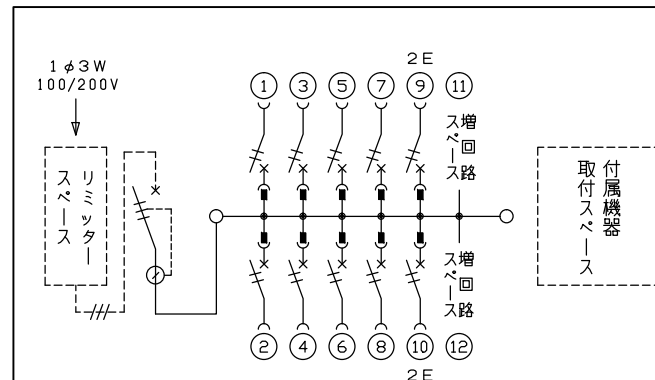 1φ3W
100/200V
リミッター
スペース
2E
1 3 5 7 9 11
増回路
スペース
増回路
スペース
2 4 6 8 10 12
2E
付属機器
取付スペース